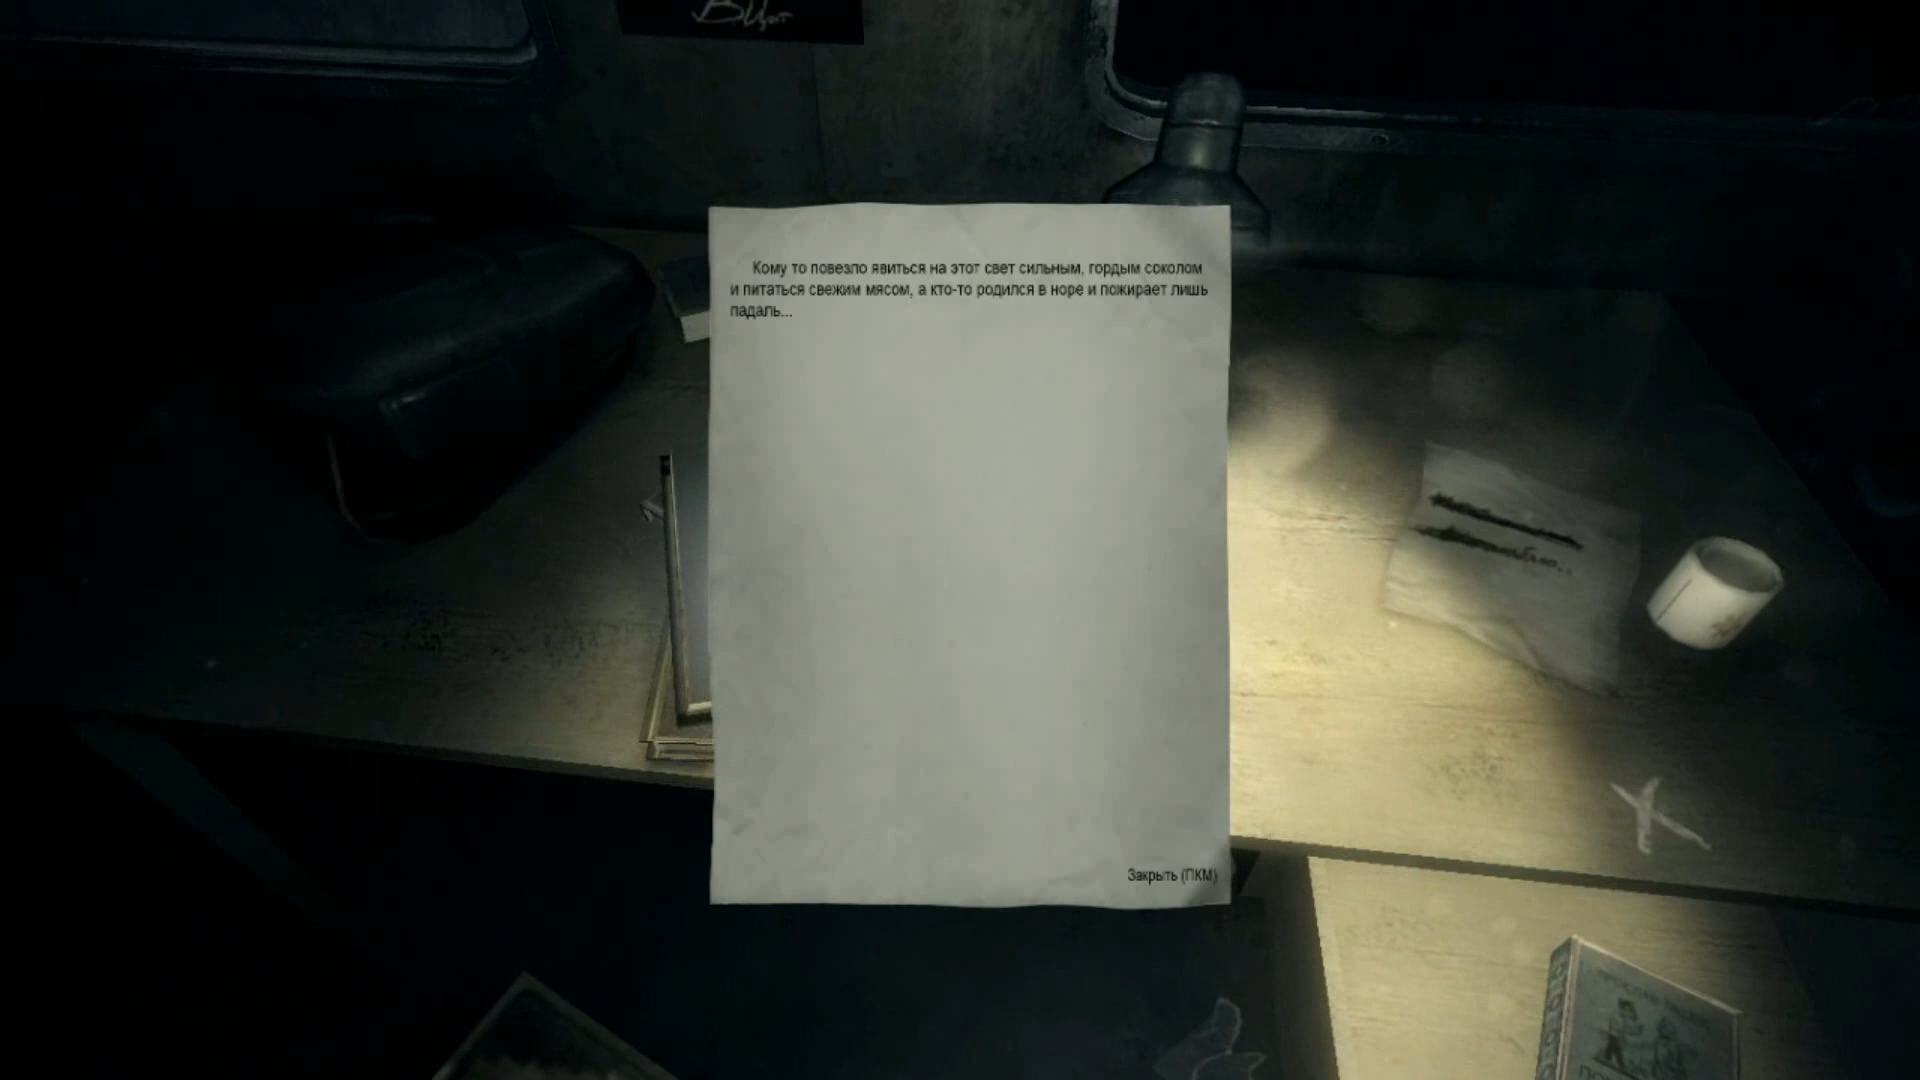 Кому то повезло явиться на этот свет сильным, гордым соколом
и питаться свежим мясом, а кто-то родился в норе и пожирает лишь
падаль...
Закрыть (ПКМ)